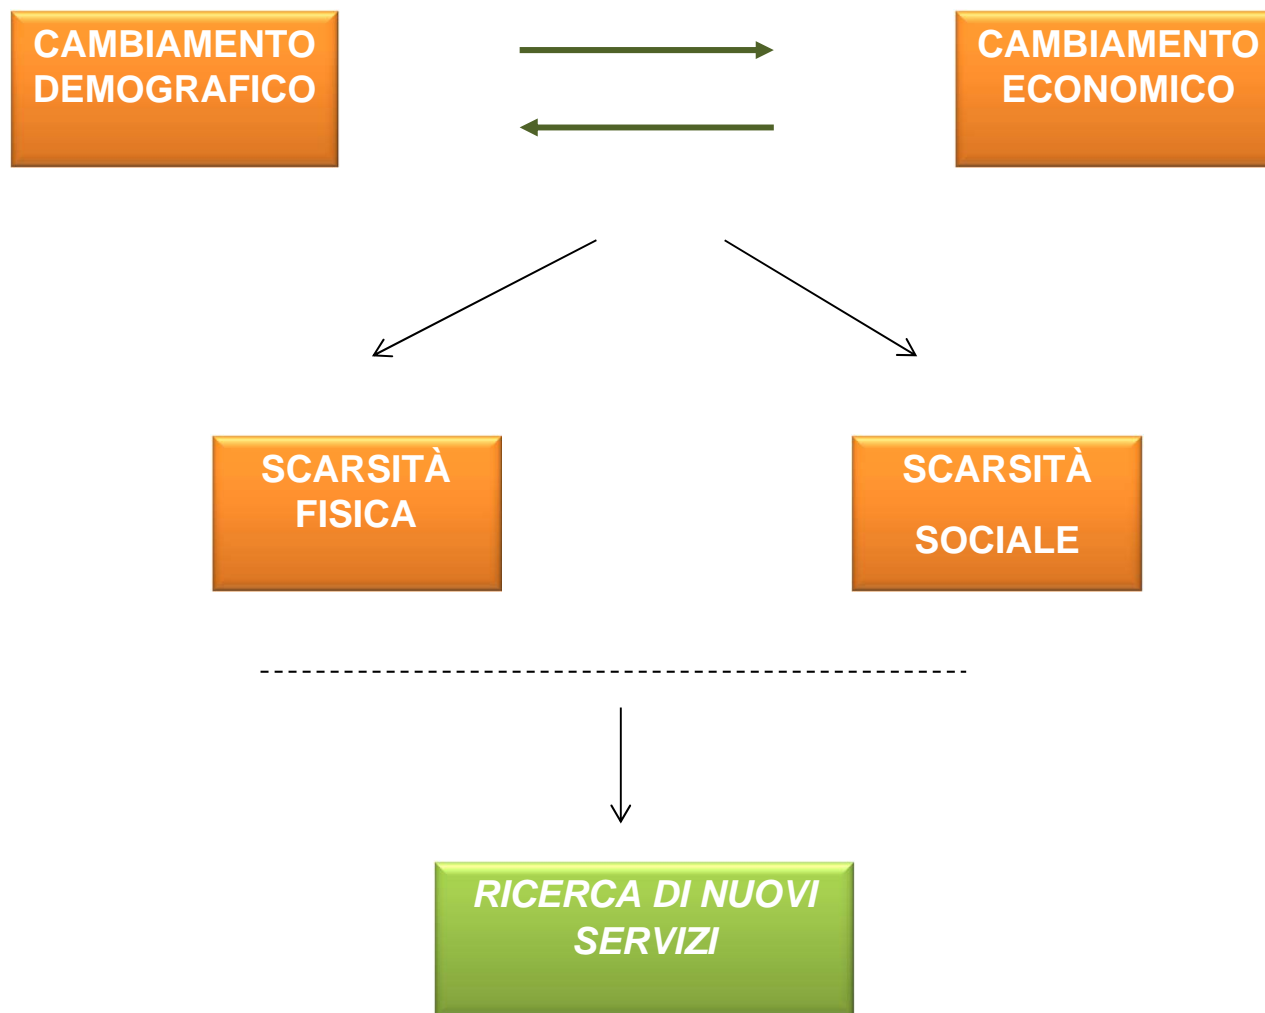 CAMBIAMENTO
DEMOGRAFICO
CAMBIAMENTO
ECONOMICO
SCARSITÀ
FISICA
SCARSITÀ
SOCIALE
RICERCA DI NUOVI
SERVIZI